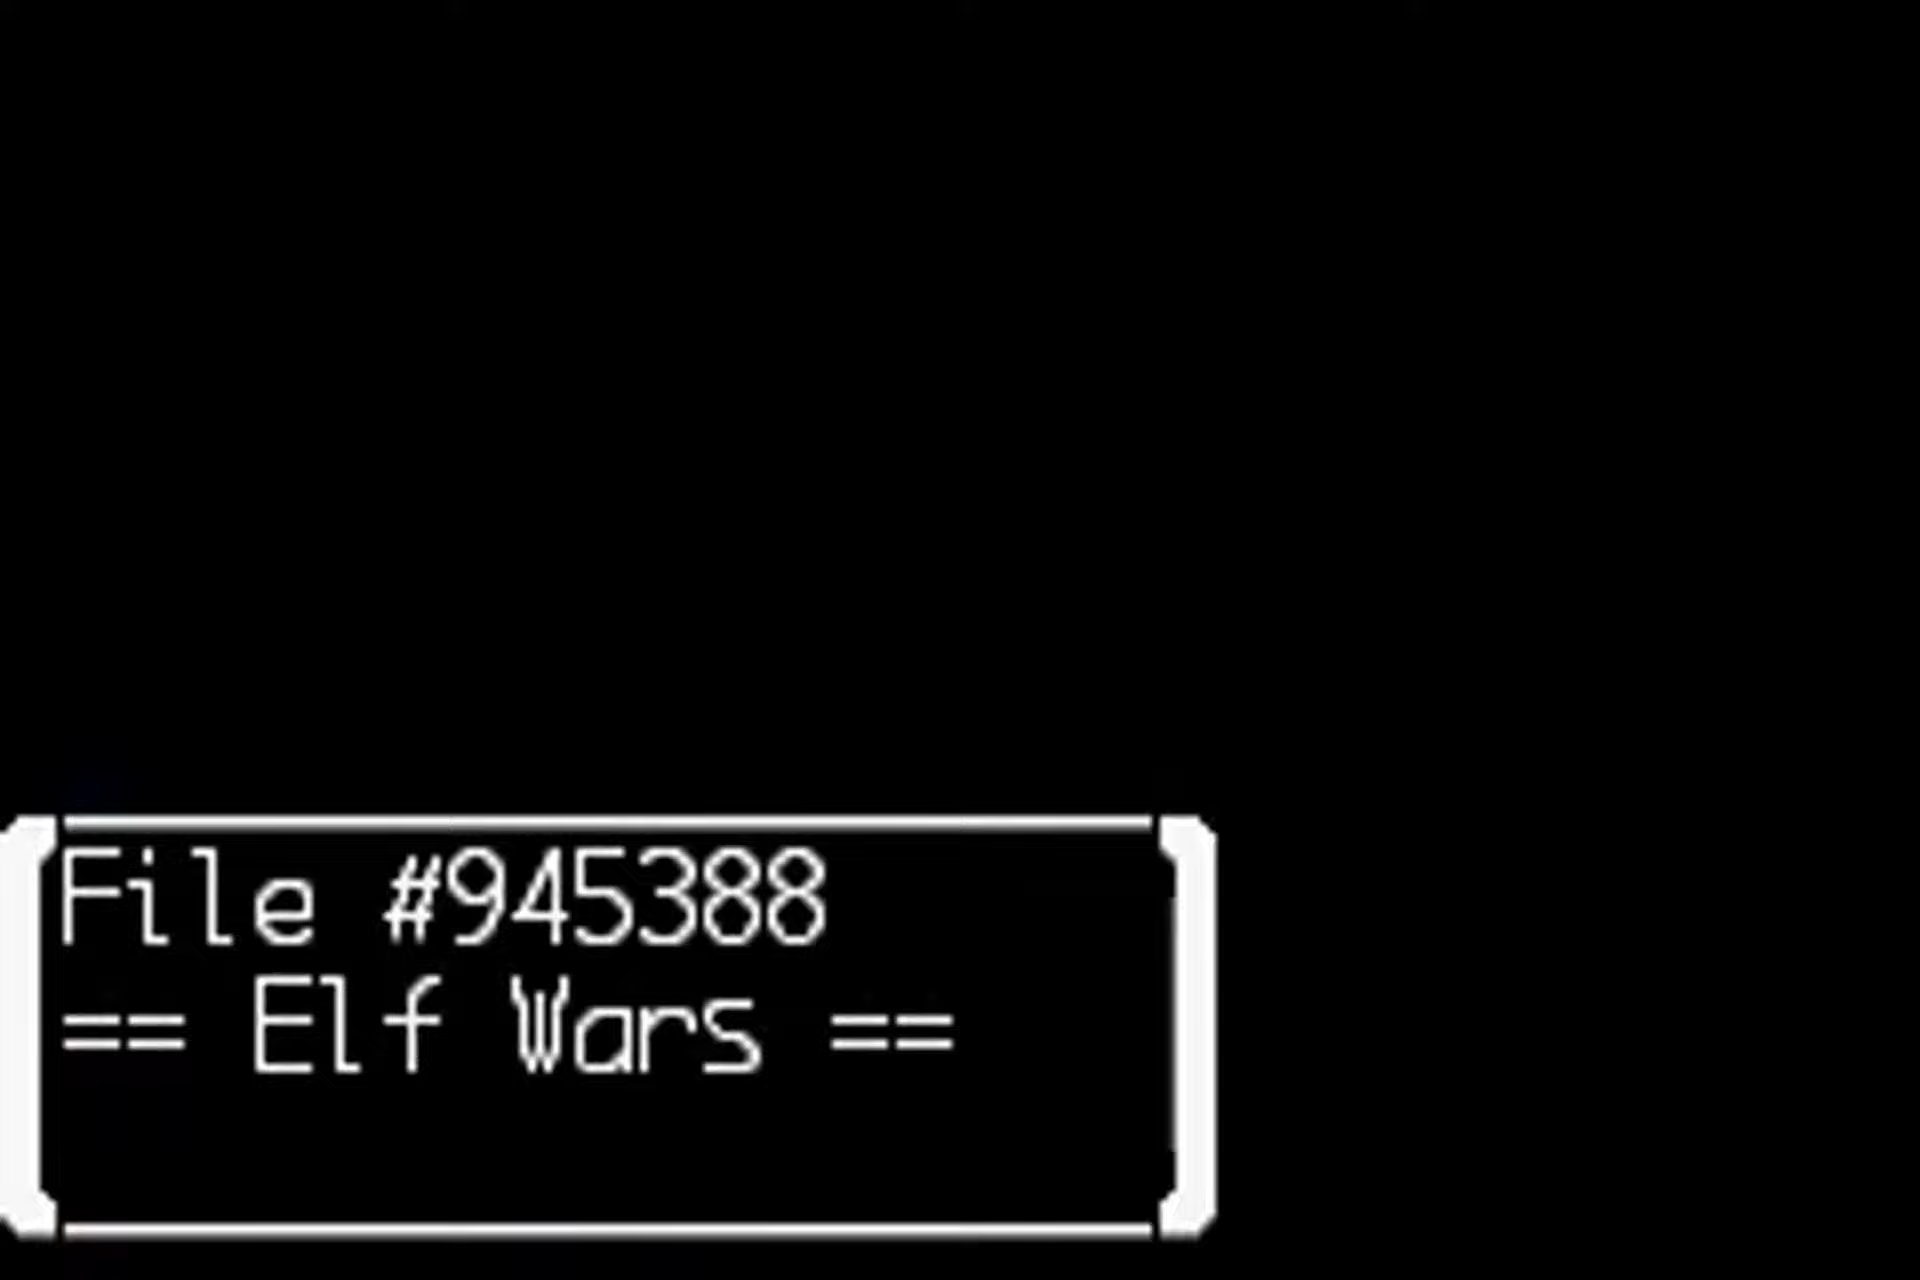 File #945388
== Elf Wars ==